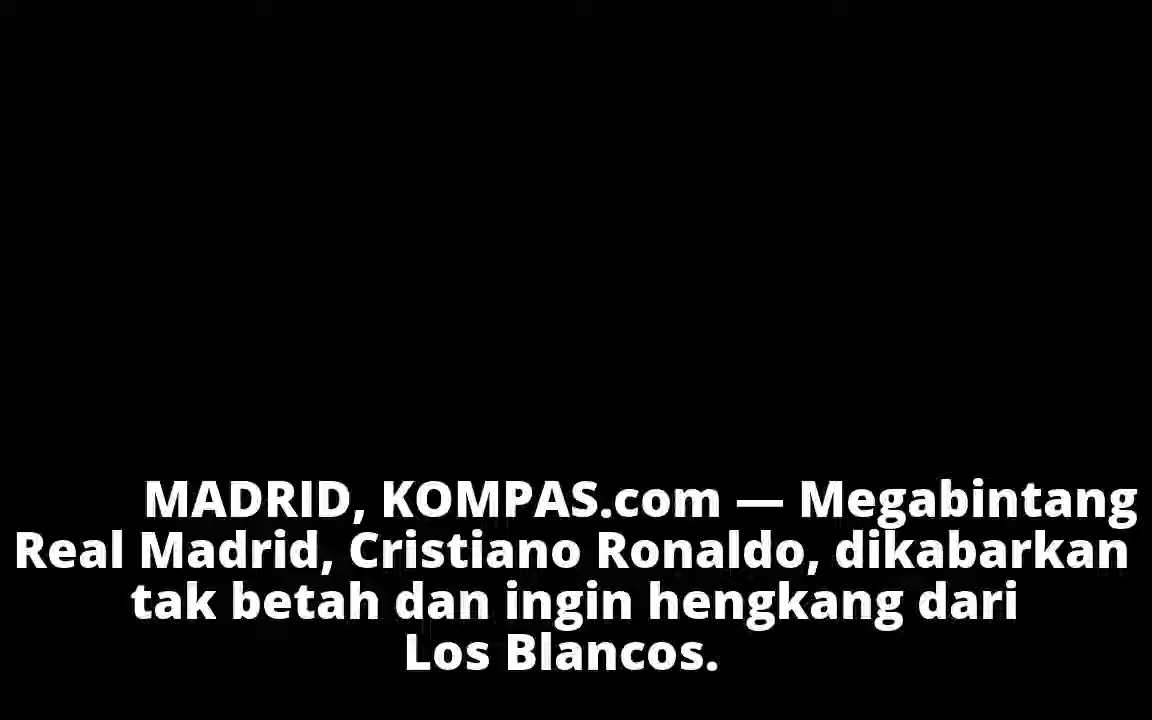 MADRID, KOMPAS.com — Megabintang
Real Madrid, Cristiano Ronaldo, dikabarkan
tak betah dan ingin hengkang dari
Los Blancos.